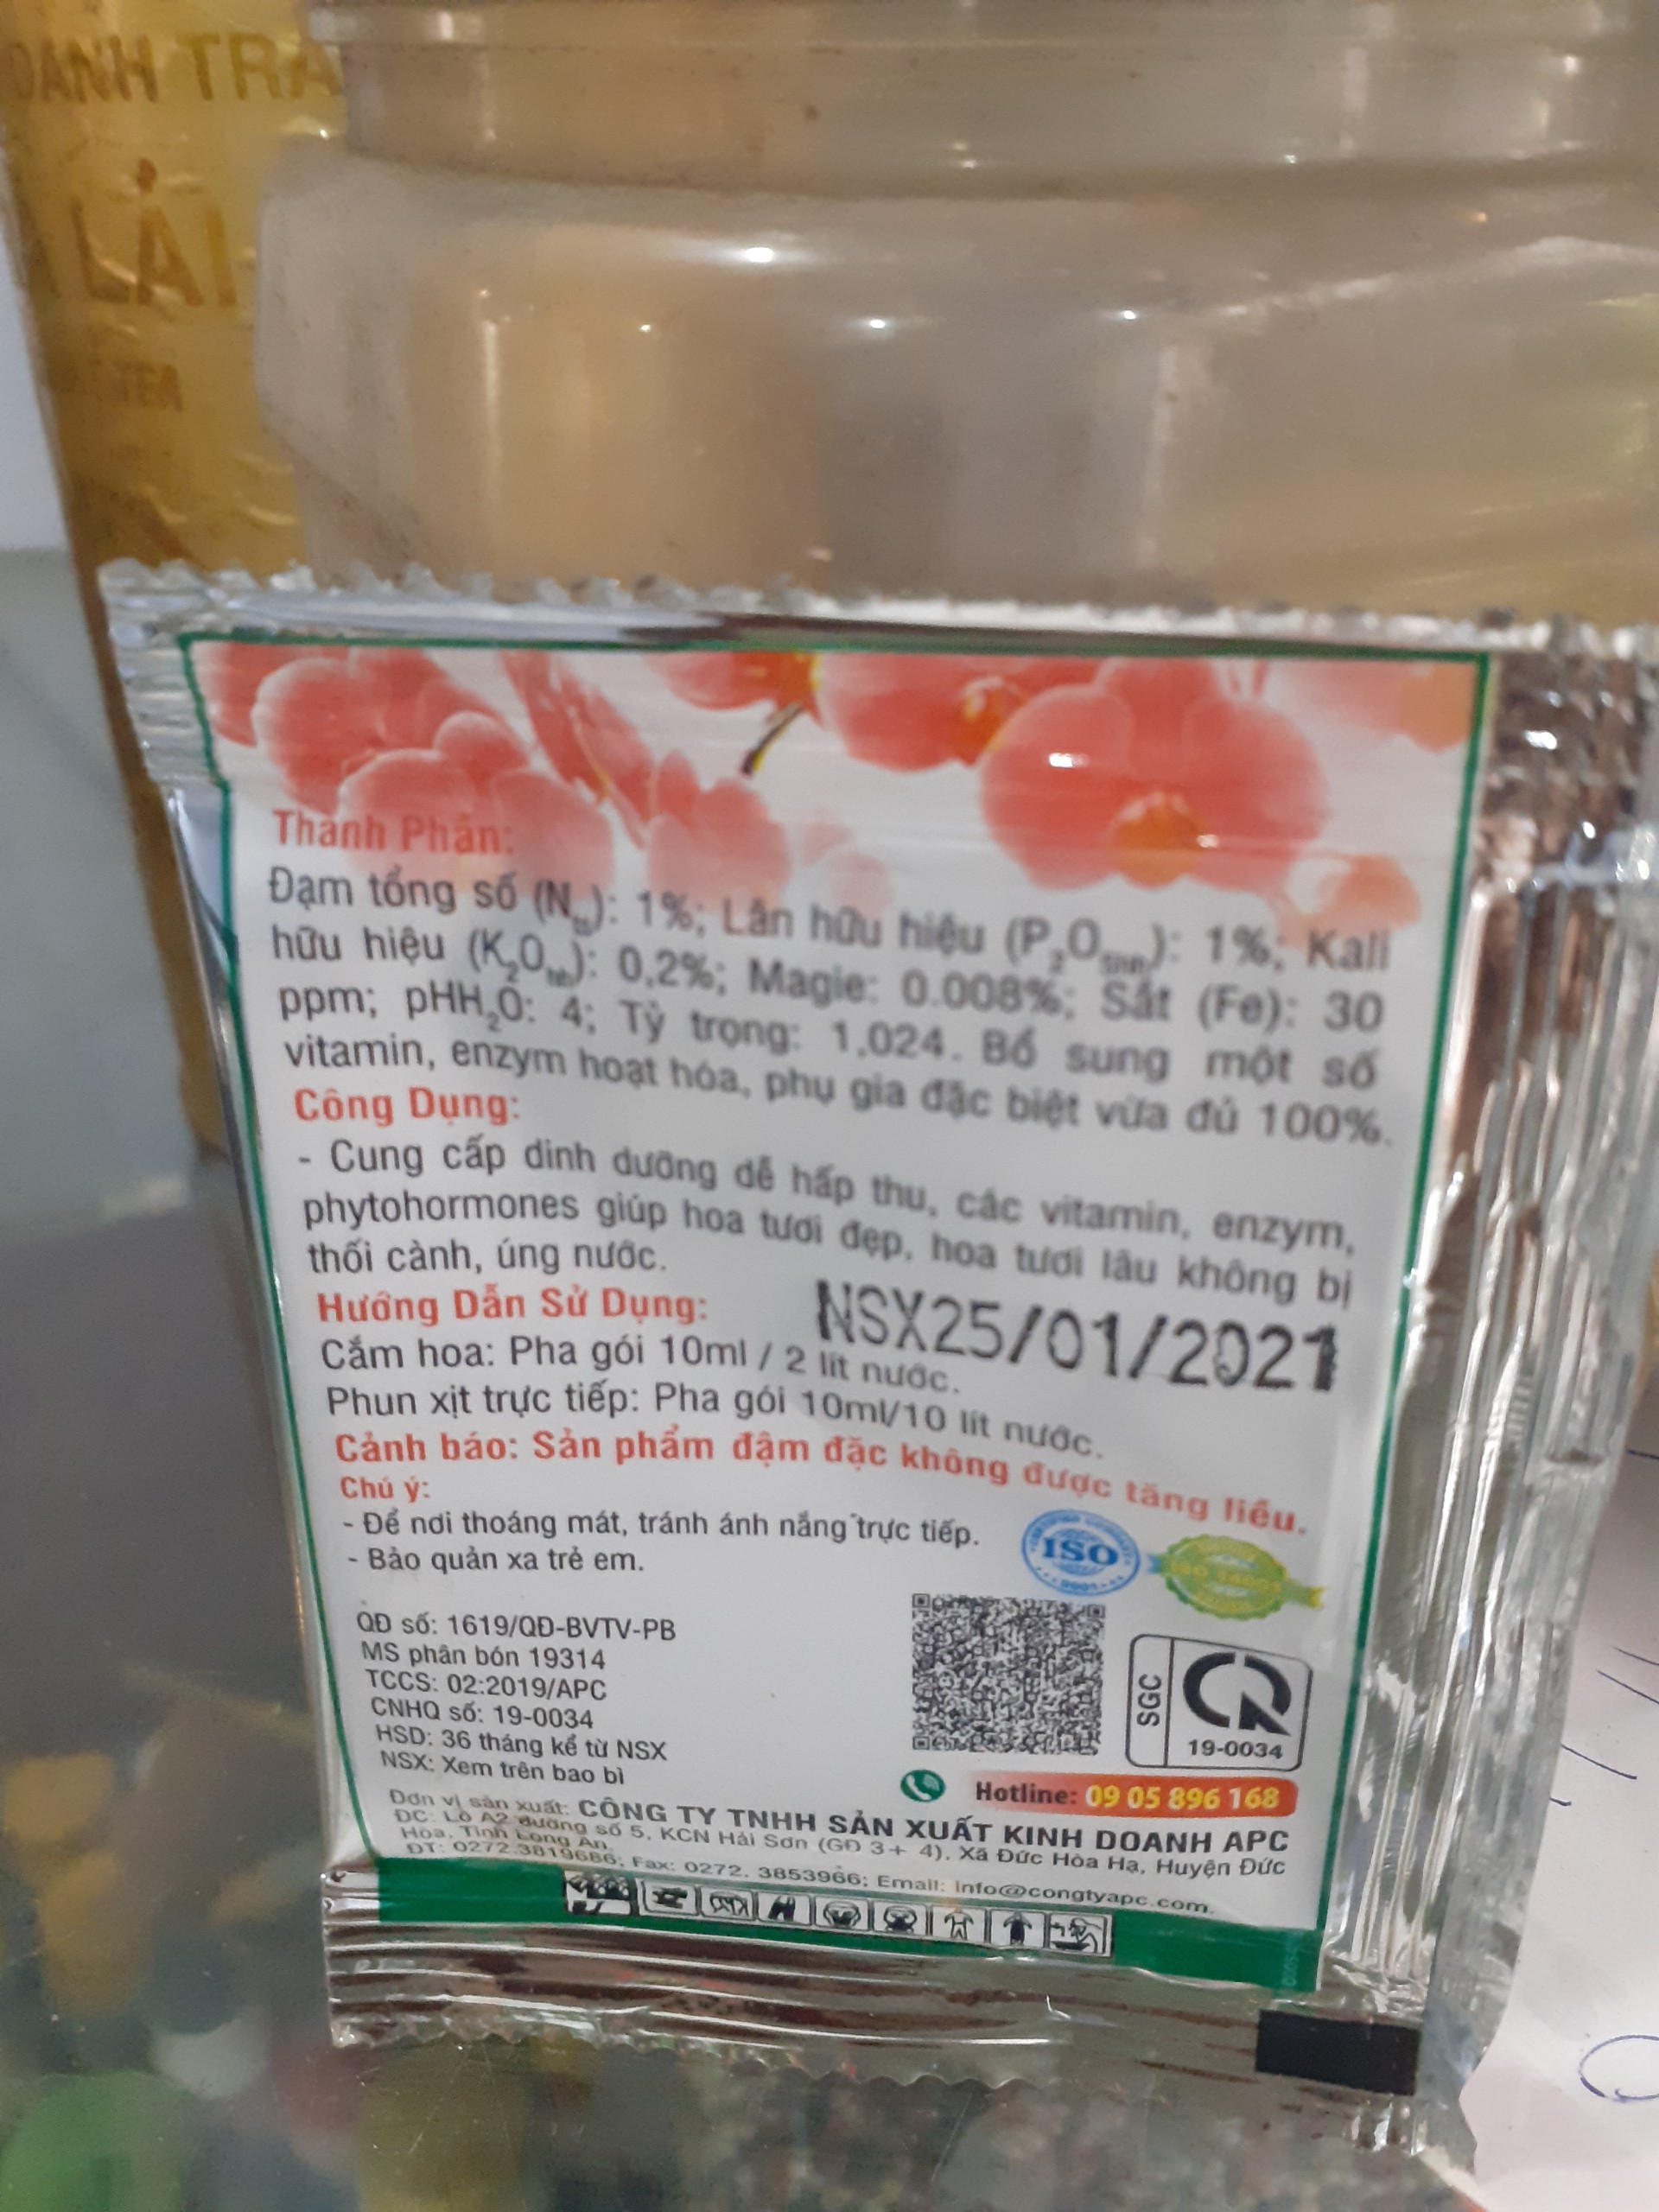 OANH TRA
LÀI
Thành Phần:
Đạm tổng số (Nts): 1%; Lân hữu hiệu (P2O5hh): 1%; Kali
hữu hiệu (K2Ohh): 0,2%; Magie: 0.008%; Sắt (Fe): 30
ppm; pHH2O: 4; Tỷ trọng: 1,024. Bổ sung một số
vitamin, enzym hoạt hóa, phụ gia đặc biệt vừa đủ 100%.
Công Dụng:
- Cung cấp dinh dưỡng dễ hấp thu, các vitamin, enzym,
phytohormones giúp hoa tươi đẹp, hoa tươi lâu không bị
thối cành, úng nước.
Hướng Dẫn Sử Dụng:
NSX25/01/2021
Cắm hoa: Pha gói 10ml / 2 lít nước.
Phun xịt trực tiếp: Pha gói 10ml/10 lít nước.
Cảnh báo: Sản phẩm đậm đặc không được tăng liều.
Chú ý:
- Để nơi thoáng mát, tránh ánh nắng trực tiếp.
- Bảo quản xa trẻ em.
ISO
QĐ số: 1619/QĐ-BVTV-PB
MS phân bón 19314
TCCS: 02:2019/APC
CNHQ số: 19-0034
HSD: 36 tháng kể từ NSX
NSX: Xem trên bao bì
SGC
19-0034
Hotline: 09 05 896 168
Đơn vị sản xuất: CÔNG TY TNHH SẢN XUẤT KINH DOANH APC
ĐC: Lô A2 đường số 5, KCN Hải Sơn (GĐ 3+ 4), Xã Đức Hòa Hạ, Huyện Đức
Hòa, Tỉnh Long An.
ĐT: 0272.3819686; Fax: 0272. 3853966; Email: info@congtyapc.com.